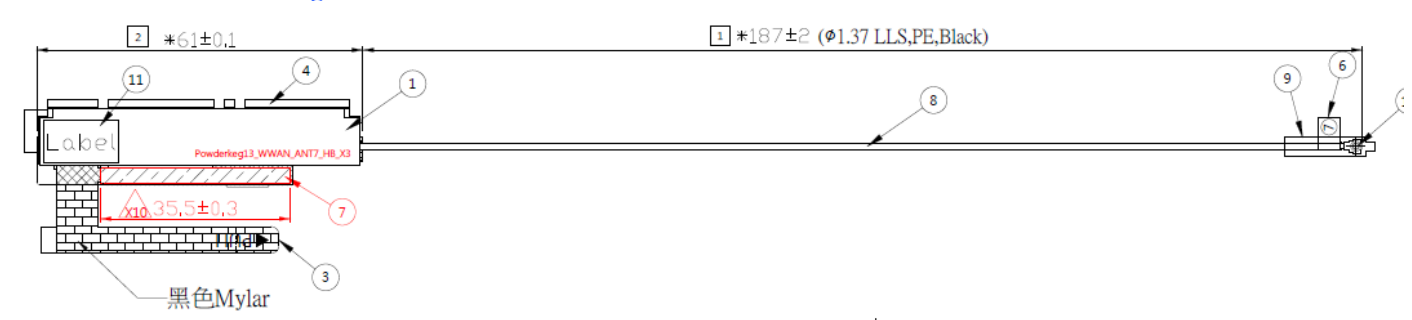 2 *61±0.1
1 *187±2 (Φ1.37 LLS,PE,Black)
11
4
1
8
9
6
7
Label
Powderkeg13_WWAN_ANT7_HB_X3
X10 35.5±0.3
7
3
黑色Mylar